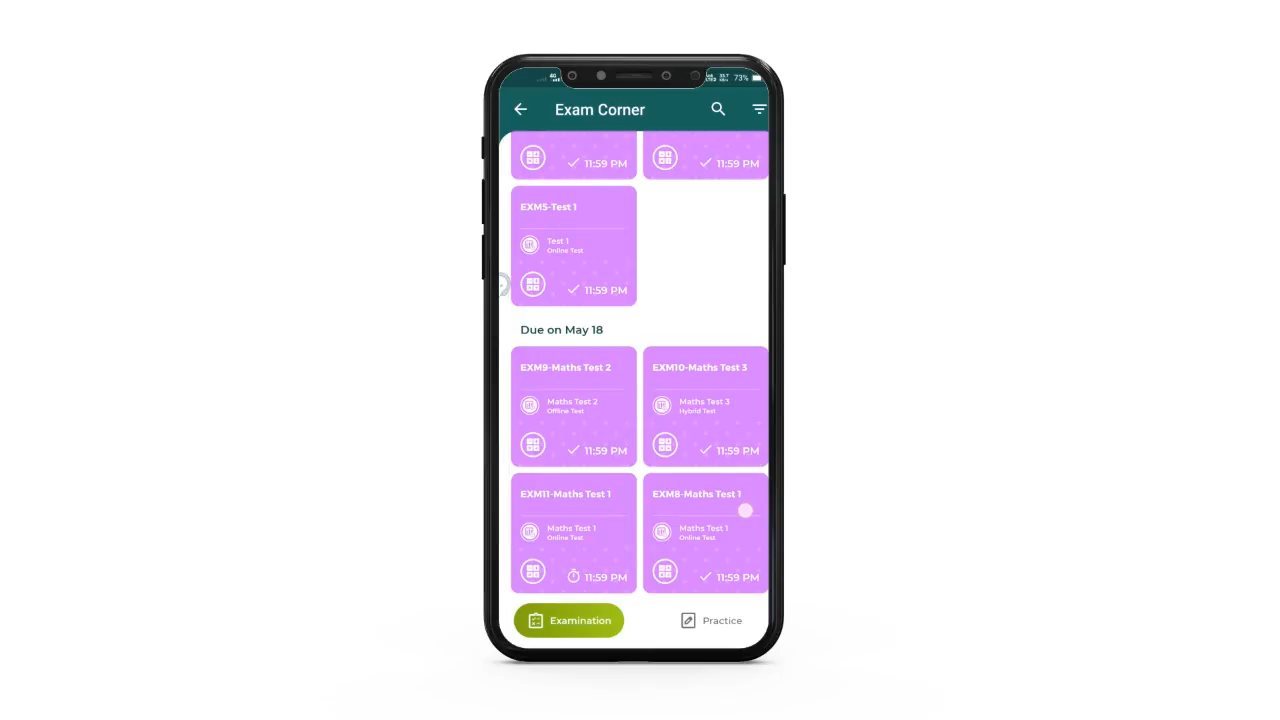 4G
73%
Exam Corner
11:59 PM
11:59 PM
EXM5-Test 1
Test 1
Online Test
11:59 PM
Due on May 18
EXM9-Maths Test 2
EXM10-Maths Test 3
Maths Test 2
Offline Test
Maths Test 3
Hybrid Test
11:59 PM
11:59 PM
EXM11-Maths Test 1
EXM8-Maths Test 1
Maths Test 1
Online Test
Maths Test 1
Online Test
11:59 PM
11:59 PM
Examination
Practice